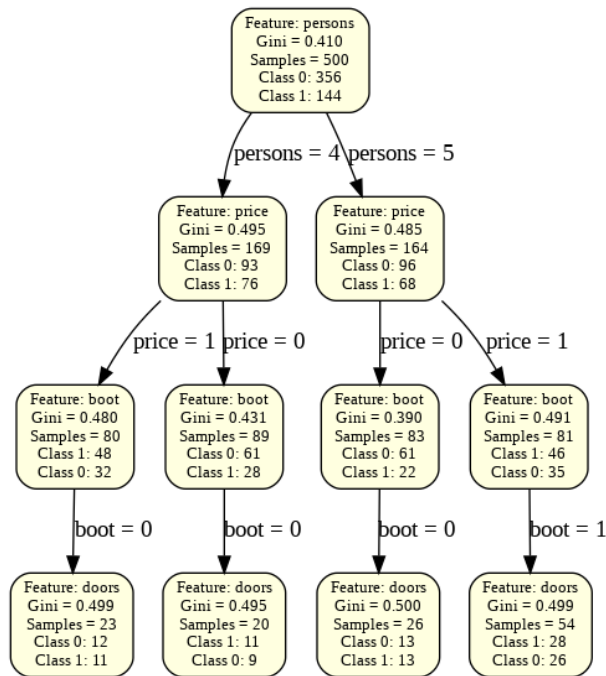 Feature: persons
Gini = 0.410
Samples = 500
Class 0: 356
Class 1: 144
persons = 4
persons = 5
Feature: price
Gini = 0.495
Samples = 169
Class 0: 93
Class 1: 76
Feature: price
Gini = 0.485
Samples = 164
Class 0: 96
Class 1: 68
price = 1
price = 0
price = 0
price = 1
Feature: boot
Gini = 0.480
Samples = 80
Class 1: 48
Class 0: 32
Feature: boot
Gini = 0.431
Samples = 89
Class 0: 61
Class 1: 28
Feature: boot
Gini = 0.390
Samples = 83
Class 0: 61
Class 1: 22
Feature: boot
Gini = 0.491
Samples = 81
Class 1: 46
Class 0: 35
boot = 0
boot = 0
boot = 0
boot = 1
Feature: doors
Gini = 0.499
Samples = 23
Class 0: 12
Class 1: 11
Feature: doors
Gini = 0.495
Samples = 20
Class 1: 11
Class 0: 9
Feature: doors
Gini = 0.500
Samples = 26
Class 0: 13
Class 1: 13
Feature: doors
Gini = 0.499
Samples = 54
Class 1: 28
Class 0: 26